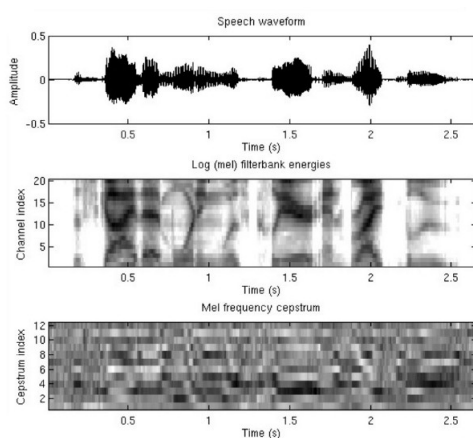 Speech waveform
0.5
0
-0.5
Amplitude
0.5 1 1.5 2 2.5
Time (s)
Log (mel) filterbank energies
20
15
10
5
Channel index
0.5 1 1.5 2 2.5
Time (s)
Mel frequency cepstrum
12
10
8
6
4
2
Cepstrum index
0.5 1 1.5 2 2.5
Time (s)